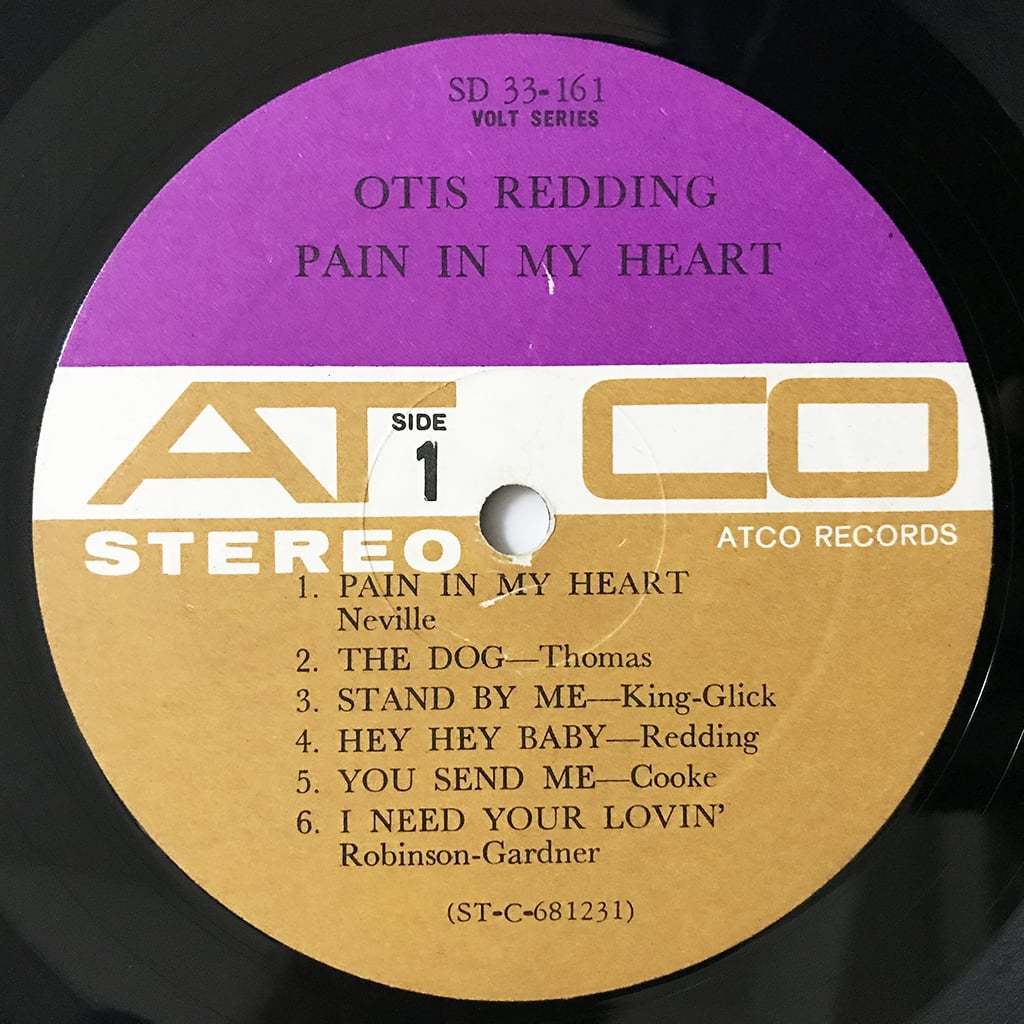 SD 33-161
VOLT SERIES
OTIS REDDING
PAIN IN MY HEART
ATCO
SIDE
1
STEREO
ATCO RECORDS
1. PAIN IN MY HEART
Neville
2. THE DOG—Thomas
3. STAND BY ME—King-Glick
4. HEY HEY BABY—Redding
5. YOU SEND ME—Cooke
6. I NEED YOUR LOVIN’
Robinson-Gardner
(ST-C-681231)